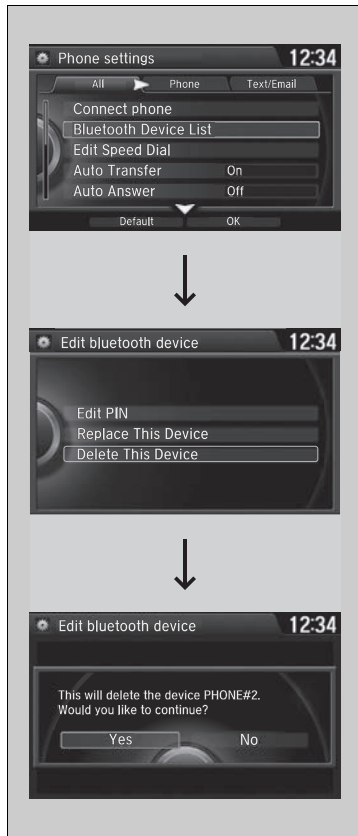 Phone settings 12:34
All Phone Text/Email
Connect phone
Bluetooth Device List
Edit Speed Dial
Auto Transfer On
Auto Answer Off
Default OK
Edit bluetooth device 12:34
Edit PIN
Replace This Device
Delete This Device
Edit bluetooth device 12:34
This will delete the device PHONE#2.
Would you like to continue?
Yes No